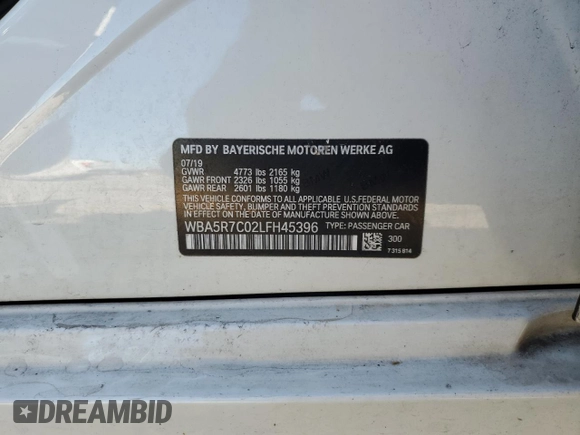 MFD BY BAYERISCHE MOTOREN WERKE AG
07/19
GVWR 4773 lbs 2165 kg
GAWR FRONT 2326 lbs 1055 kg
GAWR REAR 2601 lbs 1180 kg
THIS VEHICLE CONFORMS TO ALL APPLICABLE U.S.FEDERAL MOTOR
VEHICLE SAFETY, BUMPER AND THEFT PREVENTION STANDARDS IN
EFFECT ON THE DATE OF MANUFACTURE SHOWN ABOVE.
WBA5R7C02LFH45396 TYPE: PASSENGER CAR
300
7 315 814
DREAMBID